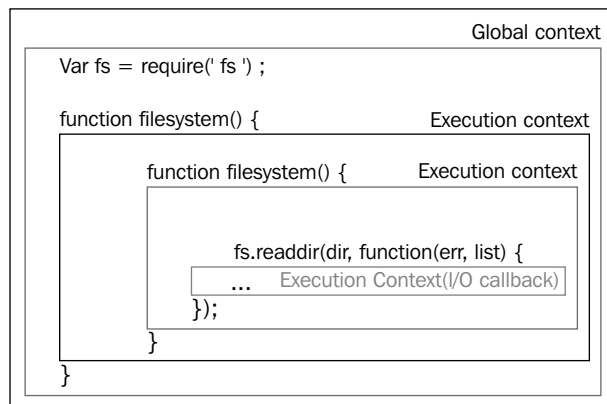 Global context
Var fs = require(' fs ') ;
function filesystem() { Execution context
function filesystem() { Execution context
fs.readdir(dir, function(err, list) {
... Execution Context(I/O callback)
});
}
}